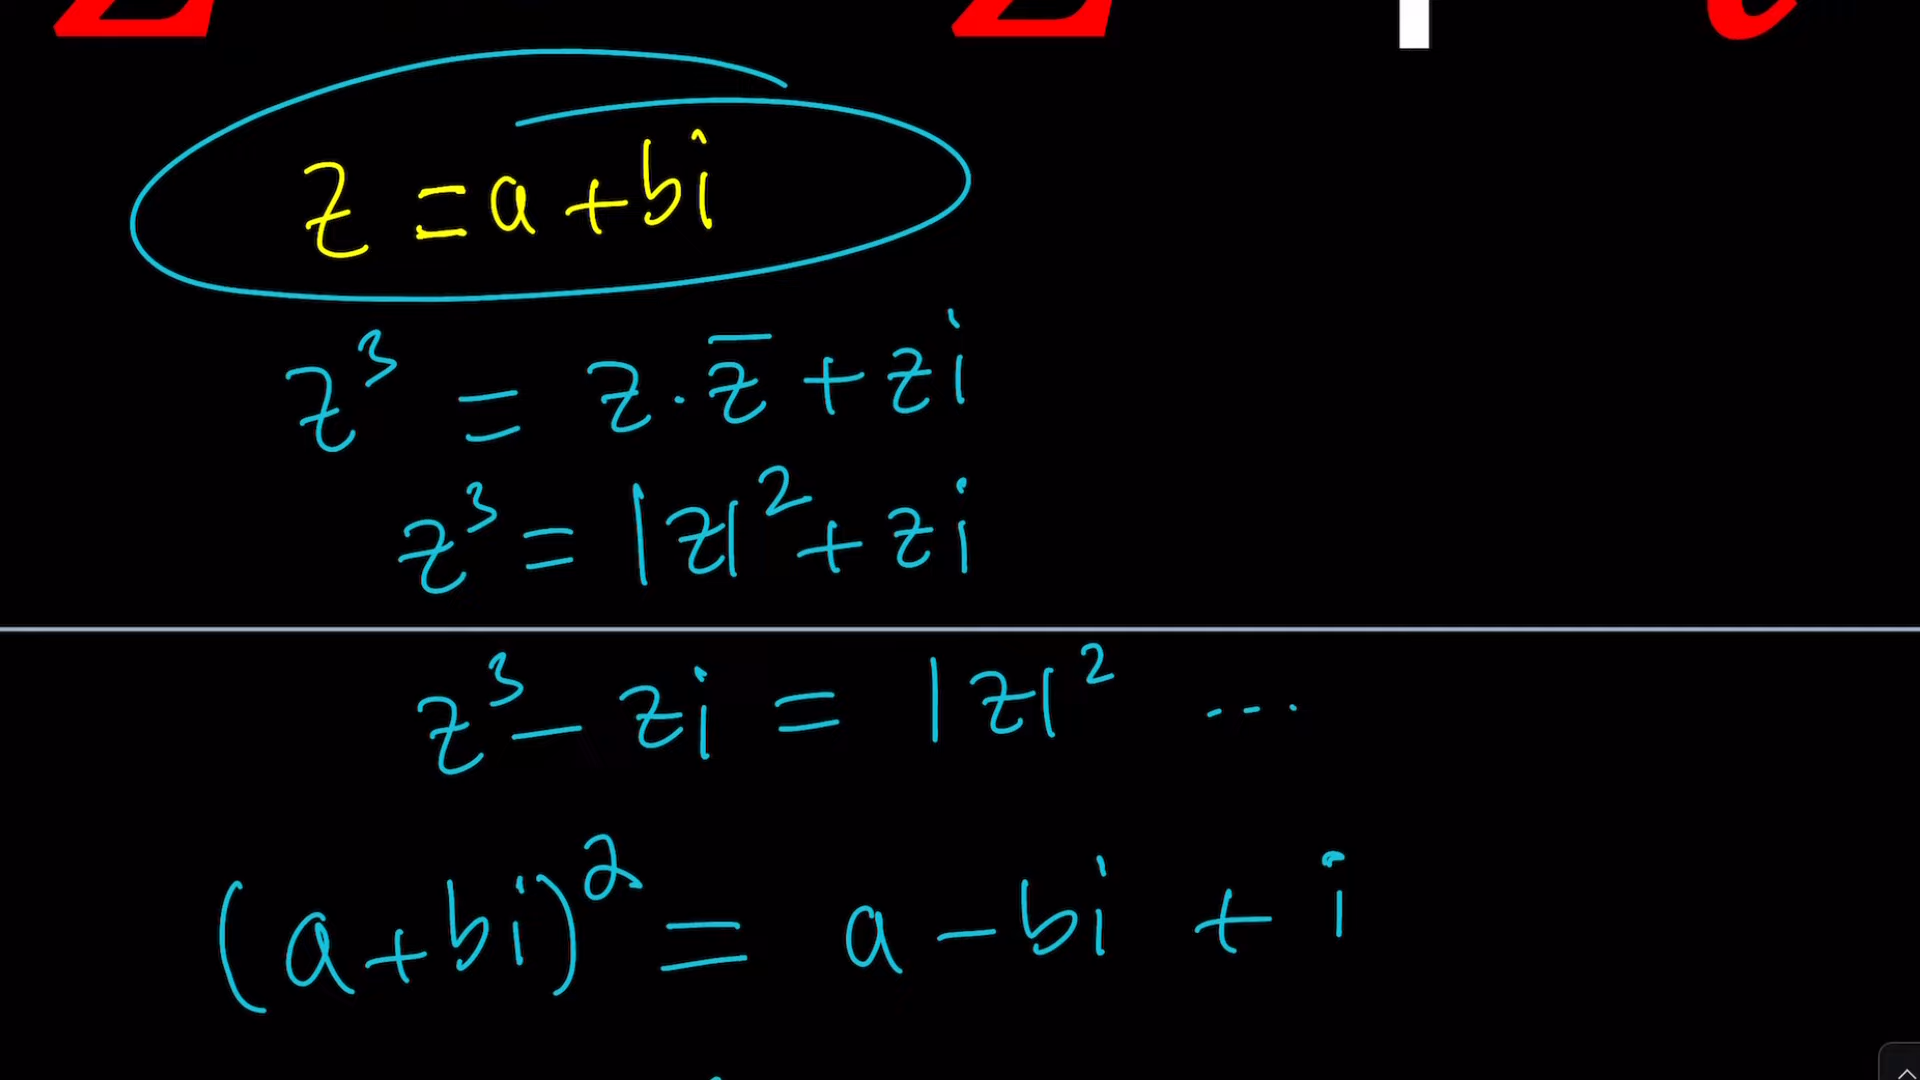 z = a + bi
z³ = z · z̅ + zi
z³ = |z|² + zi
z³ − zi = |z|² ...
(a + bi)² = a − bi + i